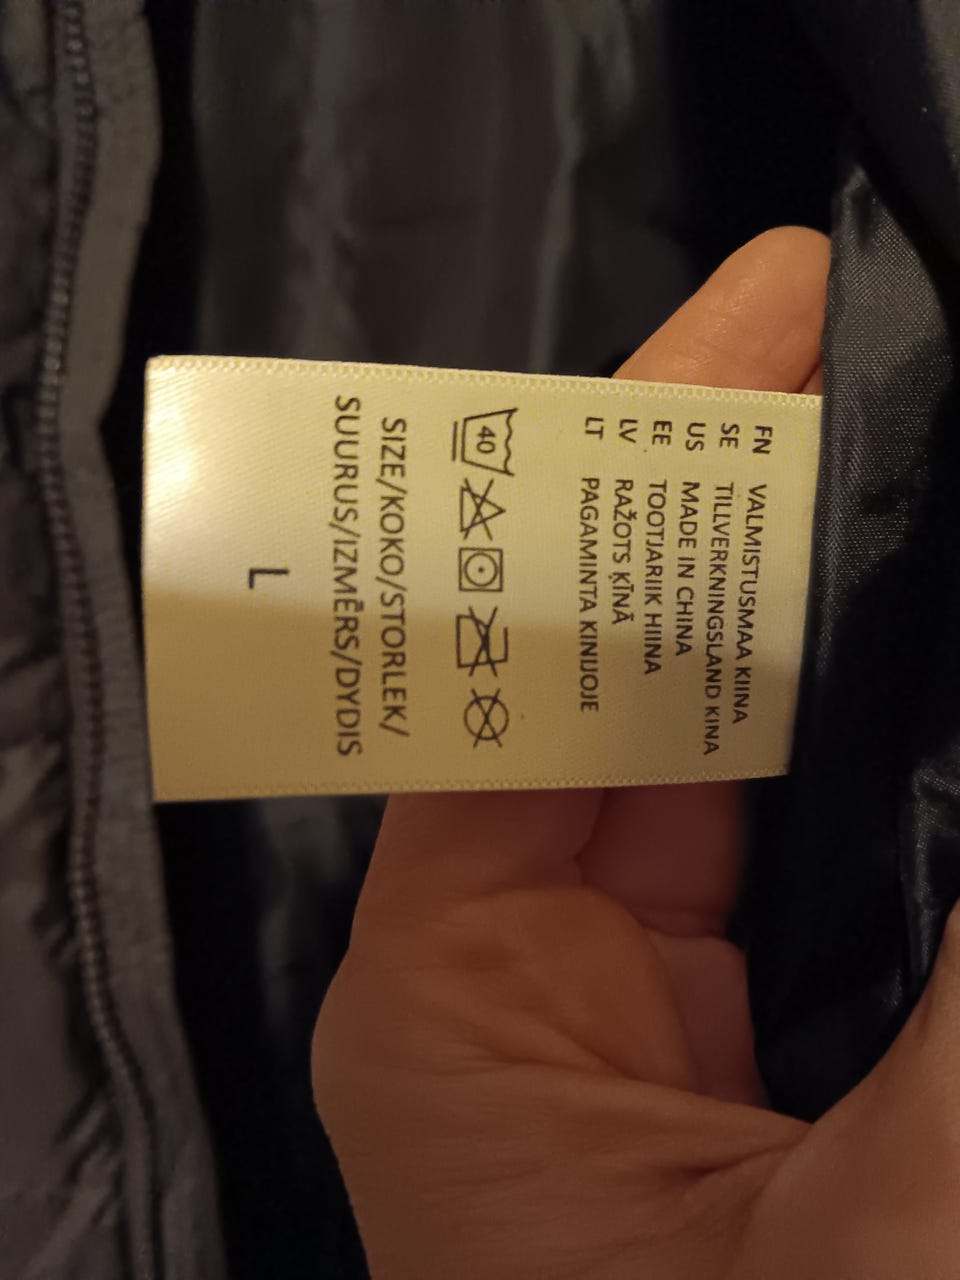 FN VALMISTUSMAA KIINA
SE TILLVERKNINGSLAND KINA
US MADE IN CHINA
EE TOOTJARIIK HIINA
LV RAŽOTS ĶĪNĀ
LT PAGAMINTA KINIJOJE
40
SIZE/KOKO/STORLEK/
SUURUS/IZMĒRS/DYDIS
L